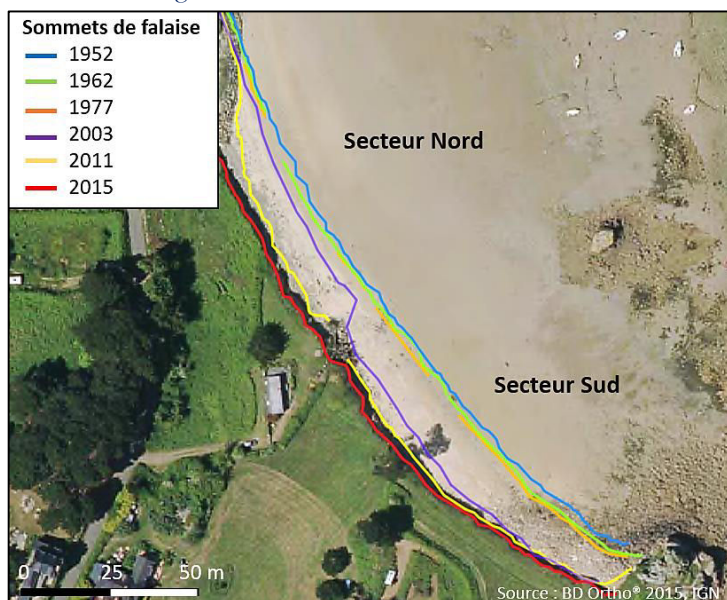 Sommets de falaise
1952
1962
1977
2003
2011
2015
Secteur Nord
Secteur Sud
0 25 50 m
Source : BD Ortho® 2015, IGN